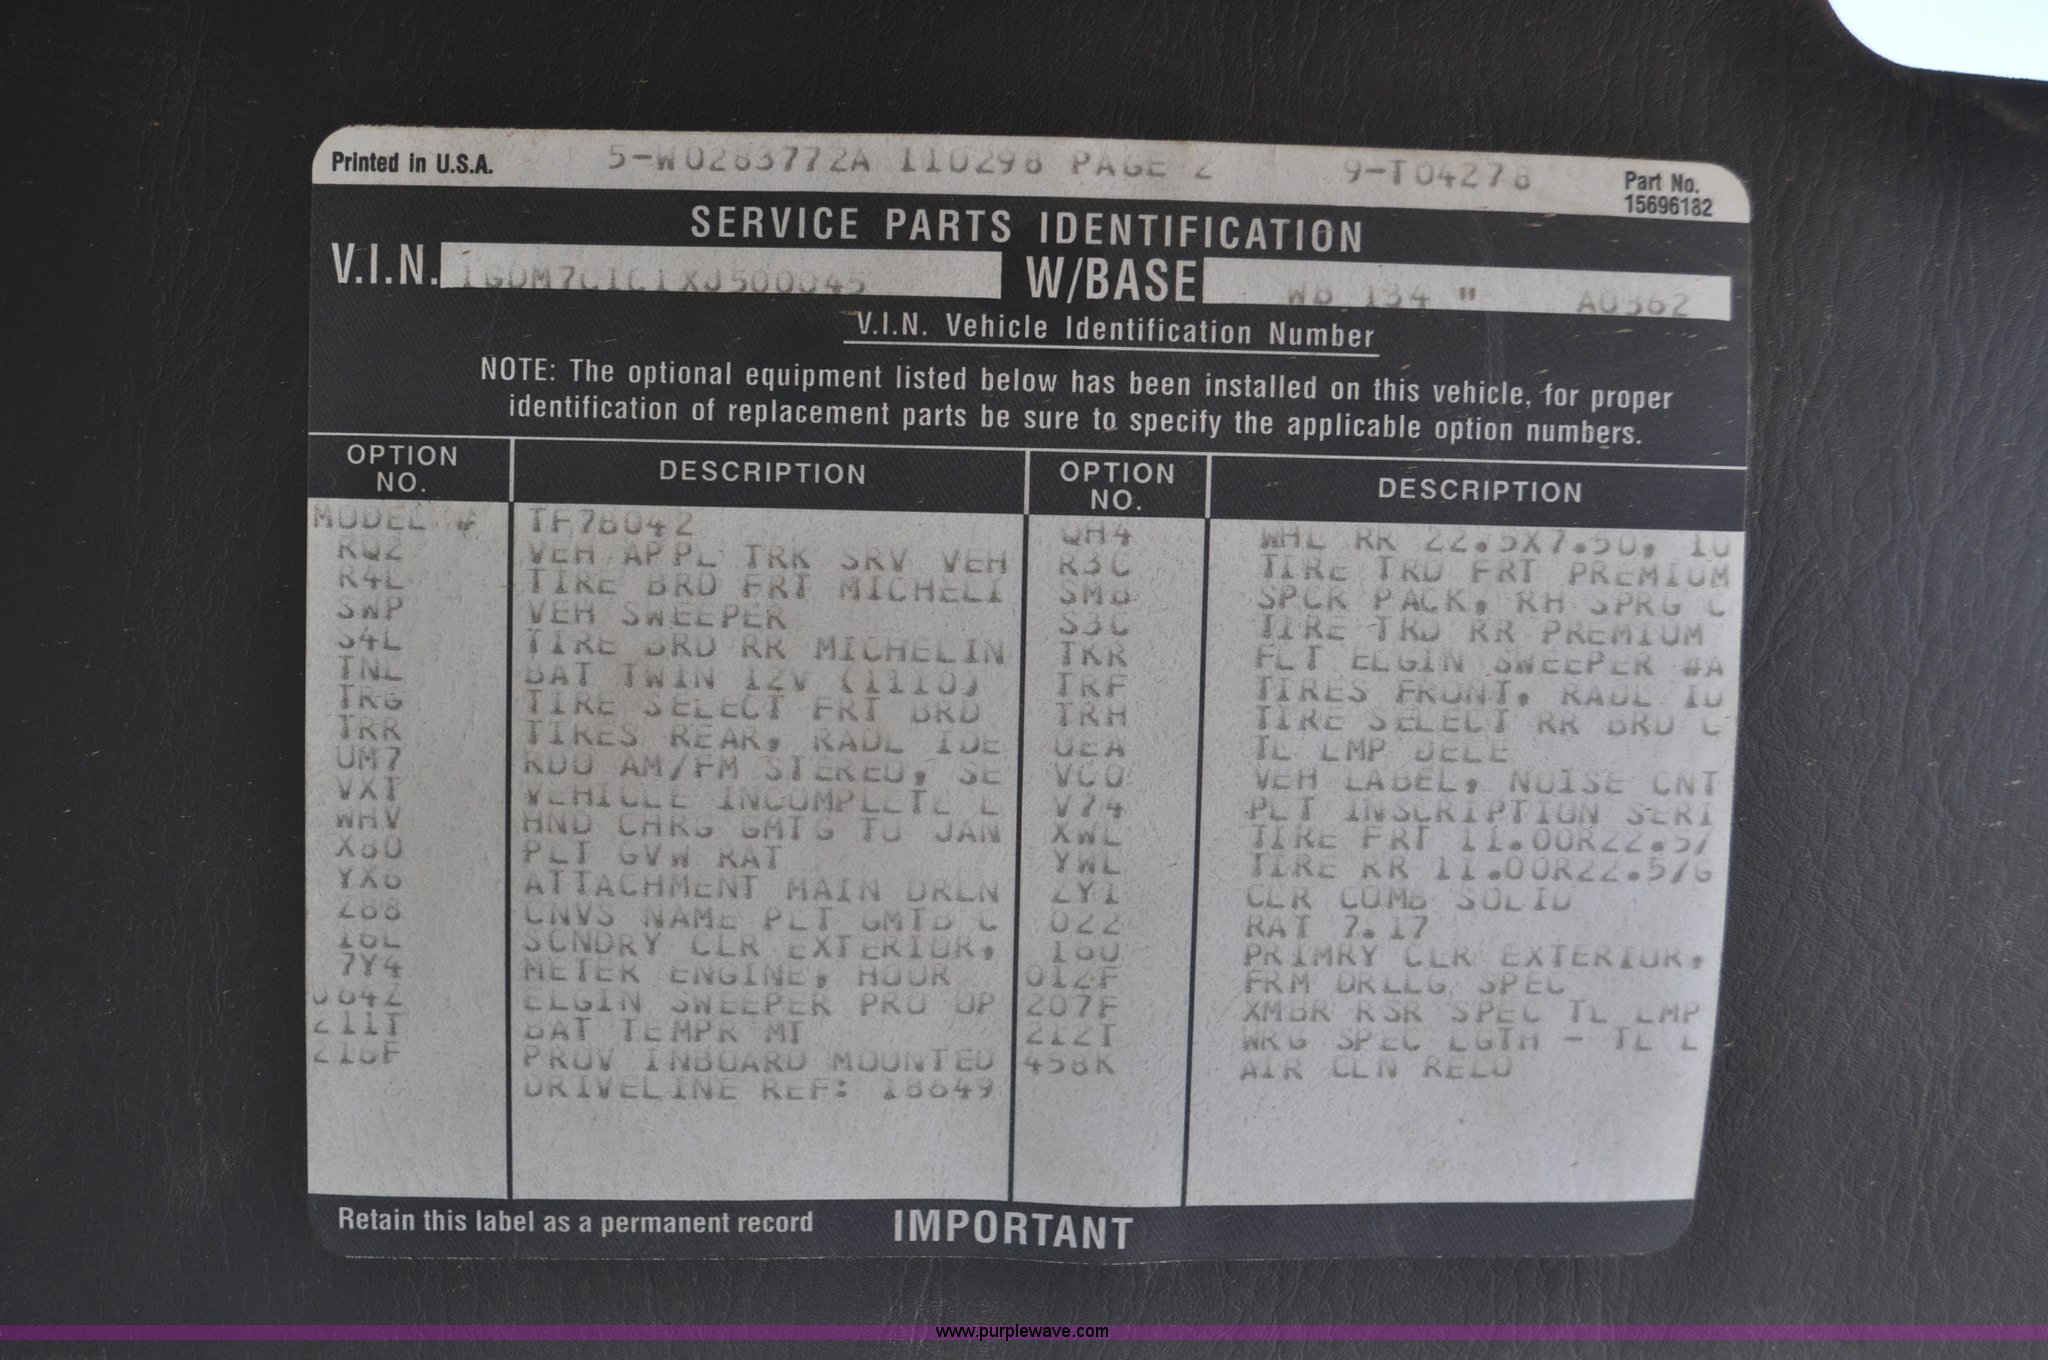 Printed in U.S.A. 5-W0283772A 110298 PAGE 2 9-T04278 Part No. 15696182
SERVICE PARTS IDENTIFICATION
V.I.N. 1GDM7C1C1XJ500045 W/BASE WB 134 " A0362
V.I.N. Vehicle Identification Number
NOTE: The optional equipment listed below has been installed on this vehicle, for proper
identification of replacement parts be sure to specify the applicable option numbers.
OPTION NO. DESCRIPTION OPTION NO. DESCRIPTION
MODEL # TF7B042 QH4 WHL RR 22.5X7.50, 10
RQ2 VEH APPL TRK SRV VEH R3C TIRE TRD FRT PREMIUM
R4L TIRE BRD FRT MICHELI SMB SPCR PACK, RH SPRG C
SWP VEH SWEEPER S3C TIRE TRD RR PREMIUM
S4L TIRE BRD RR MICHELIN TKR FLT ELGIN SWEEPER #A
TNL BAT TWIN 12V (1110) TRF TIRES FRONT, RADL ID
TRG TIRE SELECT FRT BRD TRH TIRE SELECT RR BRD C
TRR TIRES REAR, RADL IDE UEA TL LMP DELE
UM7 RDO AM/FM STEREO, SE VCO VEH LABEL, NOISE CNT
VXT VEHICLE INCOMPLETE L V74 PLT INSCRIPTION SERI
WHV HND CHRG GMTG TO JAN XWL TIRE FRT 11.00R22.5/
X80 PLT GVW RAT YWL TIRE RR 11.00R22.5/G
YX6 ATTACHMENT MAIN DRLN ZY1 CLR COMB SOLID
Z88 CNVS NAME PLT GMTD C 022 RAT 7.17
16L SCNDRY CLR EXTERIOR, 16U PRIMRY CLR EXTERIOR,
7Y4 METER ENGINE, HOUR 012F FRM DRLLG SPEC
ELGIN SWEEPER PRO OP 207F XMBR RSR SPEC TL LMP
211T BAT TEMPR MT 212T WRG SPEC LGTH - TL L
216F PROV INBOARD MOUNTED 458K AIR CLN RELO
DRIVELINE REF: 18649
Retain this label as a permanent record IMPORTANT
www.purplewave.com